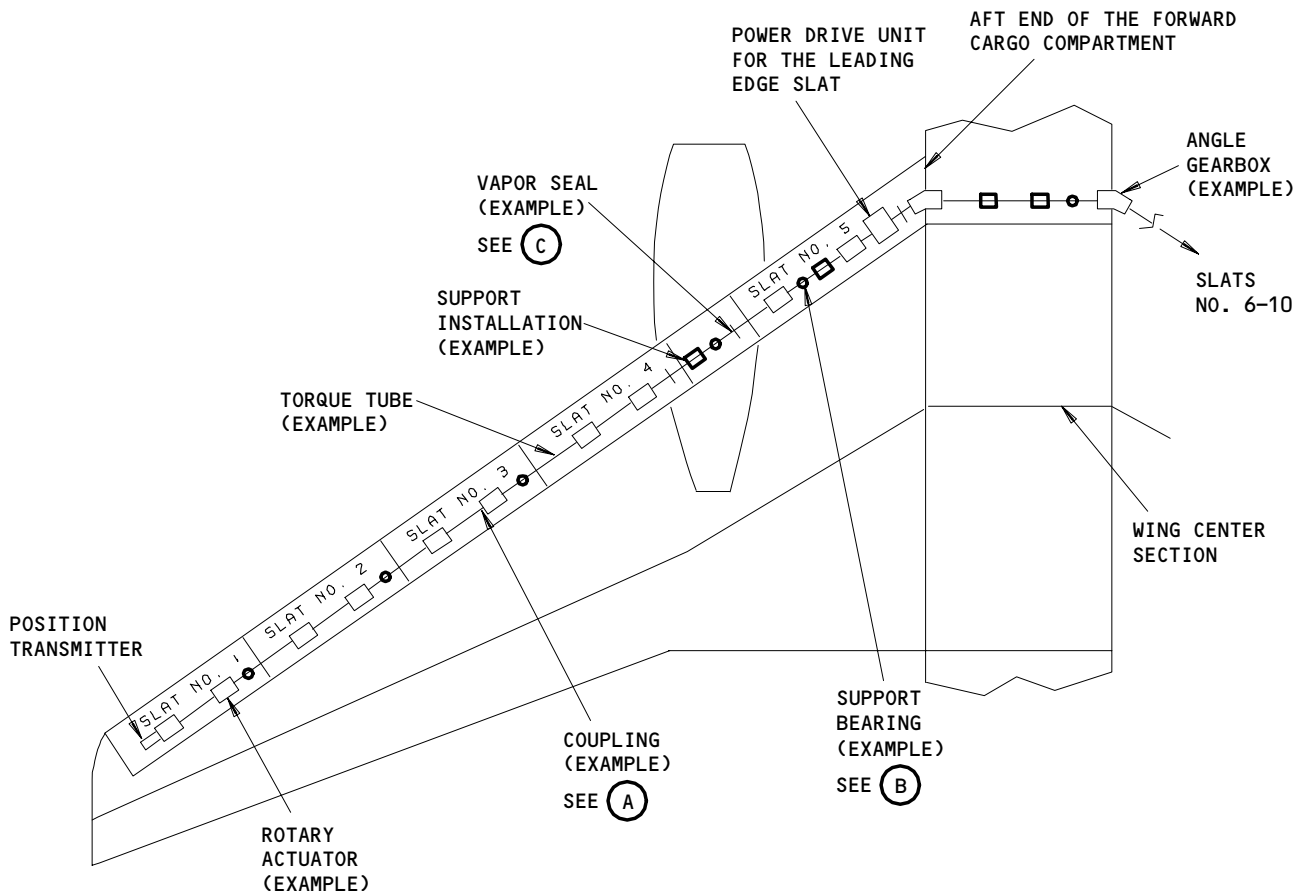 AFT END OF THE FORWARD
CARGO COMPARTMENT
POWER DRIVE UNIT
FOR THE LEADING
EDGE SLAT
ANGLE
GEARBOX
(EXAMPLE)
VAPOR SEAL
(EXAMPLE)
SEE C
SLATS
NO. 6-10
SUPPORT
INSTALLATION
(EXAMPLE)
TORQUE TUBE
(EXAMPLE)
SLAT NO. 5
SLAT NO. 4
SLAT NO. 3
SLAT NO. 2
SLAT NO. 1
WING CENTER
SECTION
POSITION
TRANSMITTER
SUPPORT
BEARING
(EXAMPLE)
SEE B
COUPLING
(EXAMPLE)
SEE A
ROTARY
ACTUATOR
(EXAMPLE)